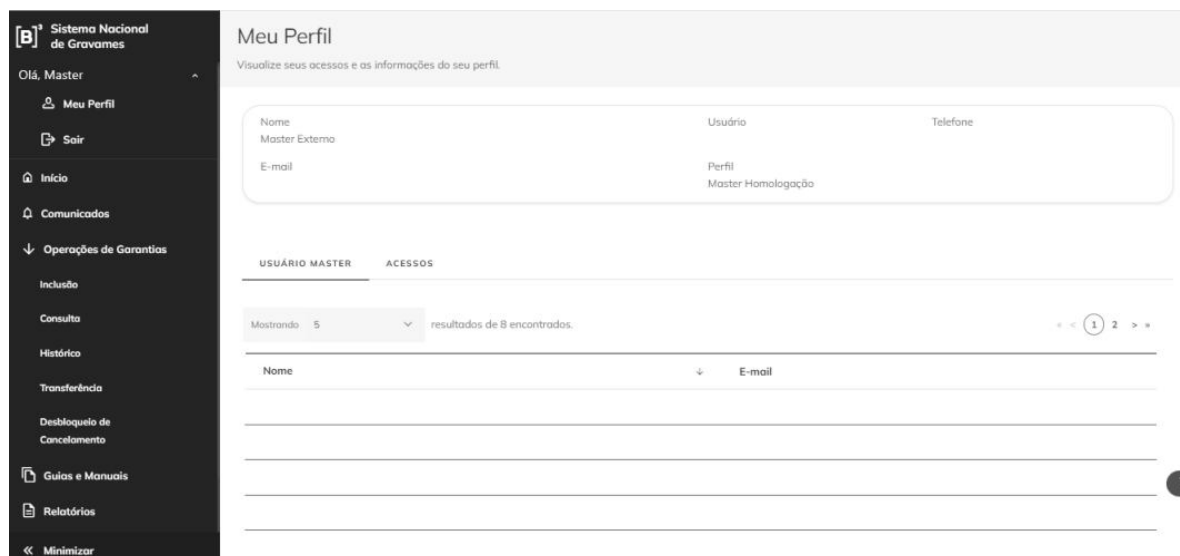 [B]³ Sistema Nacional
de Gravames
Olá, Master
Meu Perfil
Sair
Início
Comunicados
Operações de Garantias
Inclusão
Consulta
Histórico
Transferência
Desbloqueio de
Cancelamento
Guias e Manuais
Relatórios
« Minimizar
Meu Perfil
Visualize seus acessos e as informações do seu perfil.
Nome Usuário Telefone
Master Externo
E-mail Perfil
Master Homologação
USUÁRIO MASTER ACESSOS
Mostrando 5 resultados de 8 encontrados. « < 1 2 > »
Nome ↓ E-mail